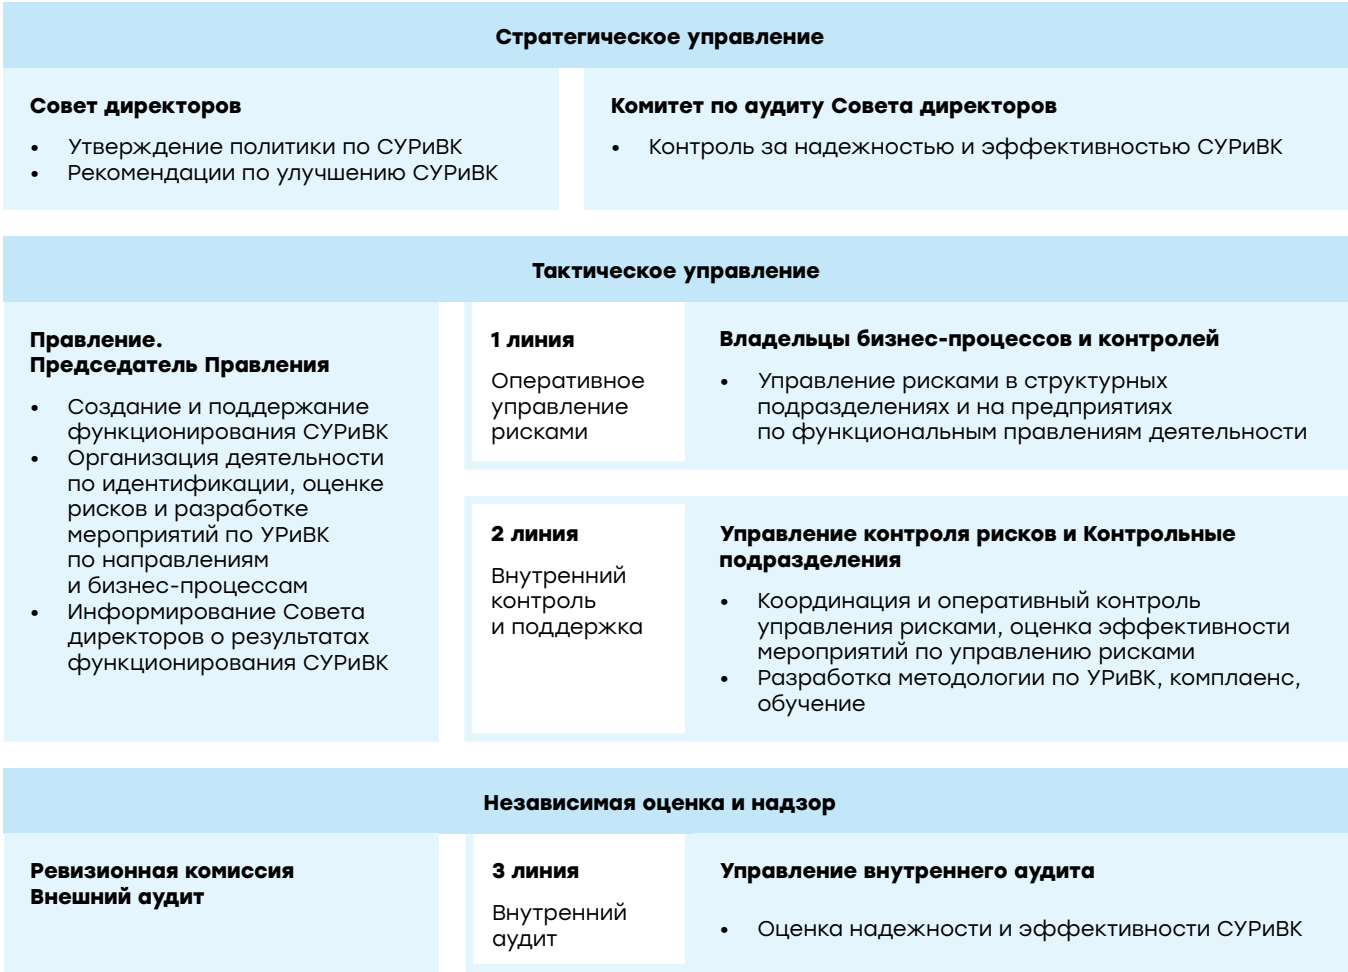 Стратегическое управление
Совет директоров
• Утверждение политики по СУРиВК
• Рекомендации по улучшению СУРиВК
Комитет по аудиту Совета директоров
• Контроль за надежностью и эффективностью СУРиВК
Тактическое управление
Правление.
Председатель Правления
• Создание и поддержание
функционирования СУРиВК
• Организация деятельности
по идентификации, оценке
рисков и разработке
мероприятий по УРиВК
по направлениям
и бизнес-процессам
• Информирование Совета
директоров о результатах
функционирования СУРиВК
1 линия
Оперативное
управление
рисками
Владельцы бизнес-процессов и контролей
• Управление рисками в структурных
подразделениях и на предприятиях
по функциональным правлениям деятельности
2 линия
Внутренний
контроль
и поддержка
Управление контроля рисков и Контрольные
подразделения
• Координация и оперативный контроль
управления рисками, оценка эффективности
мероприятий по управлению рисками
• Разработка методологии по УРиВК, комплаенс,
обучение
Независимая оценка и надзор
Ревизионная комиссия
Внешний аудит
3 линия
Внутренний
аудит
Управление внутреннего аудита
• Оценка надежности и эффективности СУРиВК